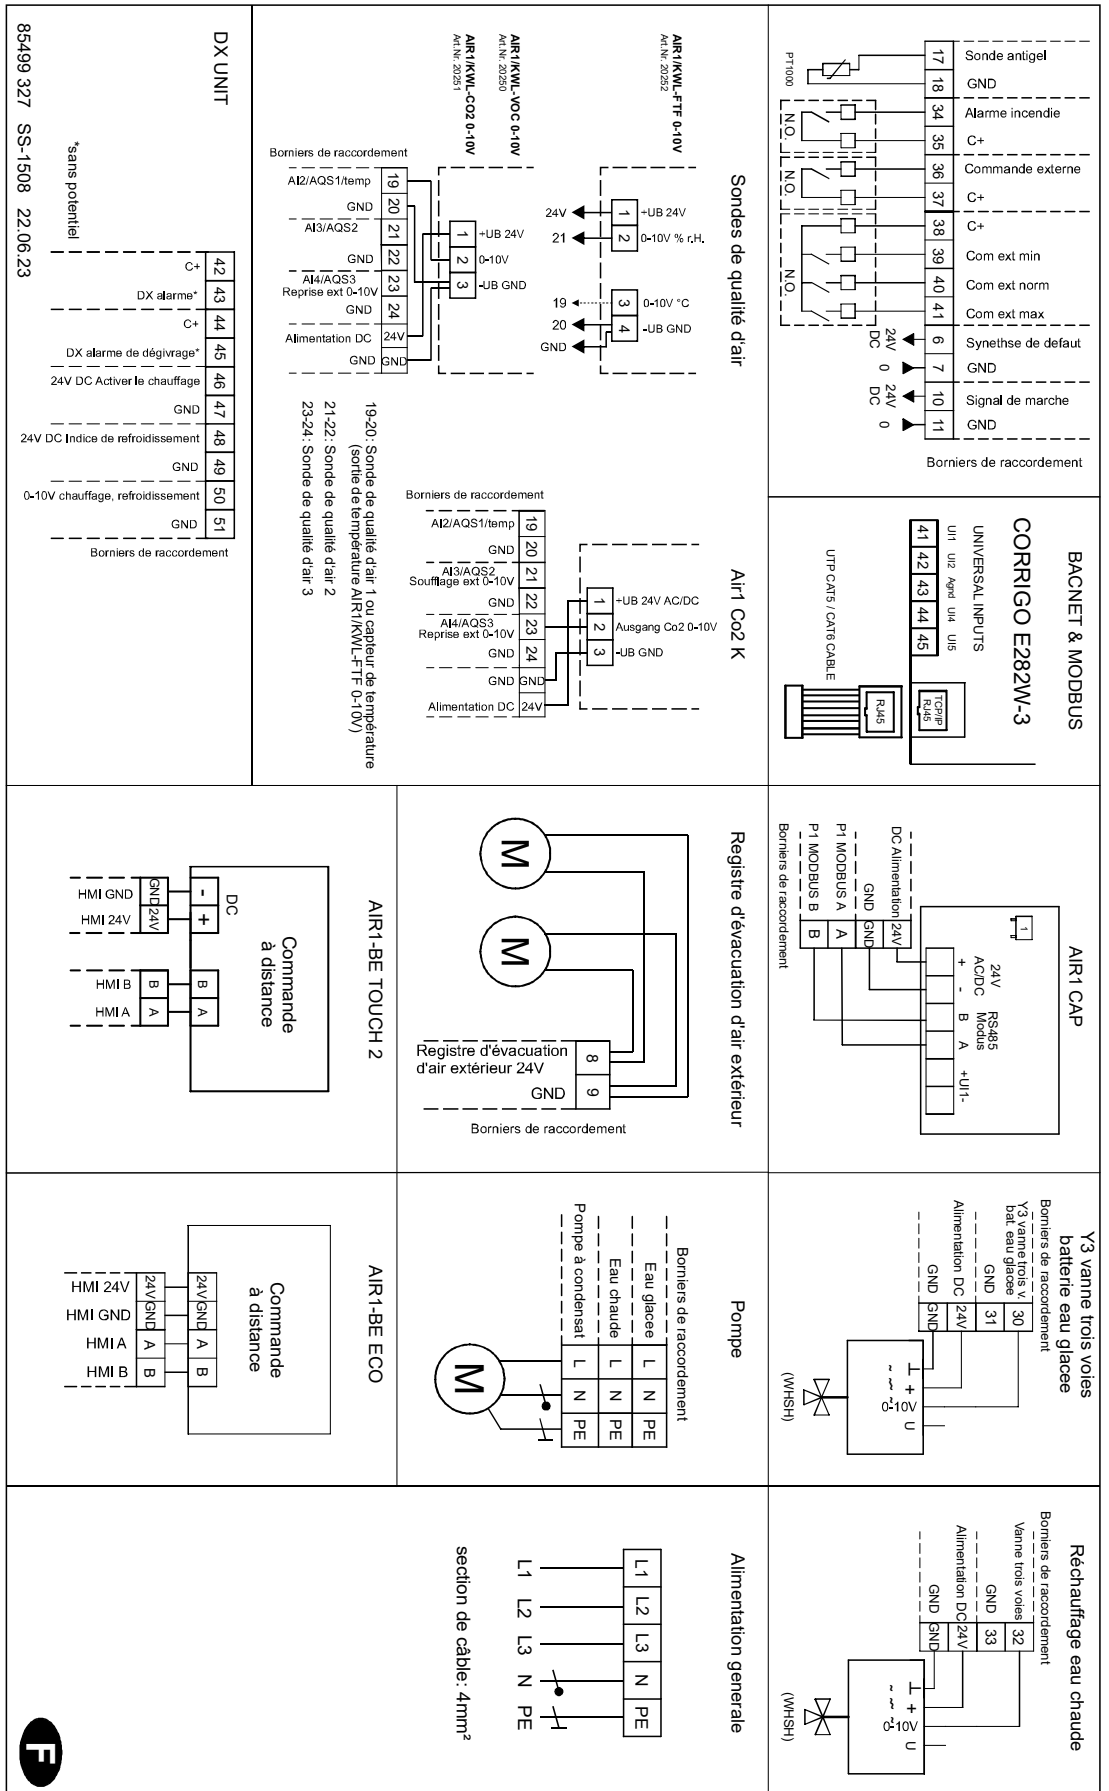 17
Sonde antigel
18
GND
PT1000
34
Alarme incendie
35
C+
N.O.
36
Commande externe
37
C+
N.O.
38
C+
39
Com ext min
40
Com ext norm
41
Com ext max
N.O.
6
Synethse de defaut
24V
DC
7
GND
0
10
Signal de marche
24V
DC
11
GND
0
Borniers de raccordement
BACNET & MODBUS
CORRIGO E282W-3
UNIVERSAL INPUTS
UI1 UI2 Agnd UI4 UI5
41 42 43 44 45
TCP/IP
RJ45
RJ45
UTP CAT5 / CAT6 CABLE
AIR1 CAP
1
24V
AC/DC
RS485
Modus
+ - B A +UI1-
DC Alimentation 24V
GND GND
P1 MODBUS A A
P1 MODBUS B B
Borniers de raccordement
Y3 vanne trois voies
batterie eau glacee
Borniers de raccordement
Y3 vanne trois v.
bat. eau glacee
30
GND 31
Alimentation DC 24V
GND GND
⊥ + 0-10V U
~ ~ ~
(WHSH)
Réchauffage eau chaude
Borniers de raccordement
Vanne trois voies 32
GND 33
Alimentation DC 24V
GND GND
⊥ + 0-10V U
~ ~ ~
(WHSH)
Sondes de qualité d'air
AIR1/KWL-FTF 0-10V
Art.Nr. 20252
24V
1
+UB 24V
21
2
0-10V % r.H.
19
3
0-10V °C
20
4
-UB GND
GND
AIR1/KWL-VOC 0-10V
Art.Nr. 20250
AIR1/KWL-CO2 0-10V
Art.Nr. 20251
Borniers de raccordement
AI2/AQS1/temp 19
GND 20
AI3/AQS2 21
GND 22
AI4/AQS3
Reprise ext 0-10V
23
GND 24
Alimentation DC 24V
GND GND
1 +UB 24V
2 0-10V
3 -UB GND
19-20: Sonde de qualité d'air 1 ou capteur de température
(sortie de température AIR1/KWL-FTF 0-10V)
21-22: Sonde de qualité d'air 2
23-24: Sonde de qualité d'air 3
Air1 Co2 K
Borniers de raccordement
AI2/AQS1/temp 19
GND 20
AI3/AQS2
Soufflage ext 0-10V
21
GND 22
AI4/AQS3
Reprise ext 0-10V
23
GND 24
GND GND
Alimentation DC 24V
1 +UB 24V AC/DC
2 Ausgang Co2 0-10V
3 -UB GND
Registre d'évacuation d'air extérieur
M
M
Registre d'évacuation
d'air extérieur 24V
8
GND 9
Borniers de raccordement
Pompe
Borniers de raccordement
Eau glacee L N PE
Eau chaude L N PE
Pompe à condensat L N PE
M
Alimentation generale
L1 L2 L3 N PE
L1 L2 L3 N PE
section de câble: 4mm²
DX UNIT
C+ 42
DX alarme* 43
C+ 44
DX alarme de dégivrage* 45
24V DC Activer le chauffage 46
GND 47
24V DC Indice de refroidissement 48
GND 49
0-10V chauffage, refroidissement 50
GND 51
Borniers de raccordement
*sans potentiel
85499 327 SS-1508 22.06.23
AIR1-BE TOUCH 2
Commande
à distance
DC
- + B A
GND 24V B A
HMI GND
HMI 24V
HMI B
HMI A
AIR1-BE ECO
Commande
à distance
24V GND A B
24V GND A B
HMI 24V
HMI GND
HMI A
HMI B
F